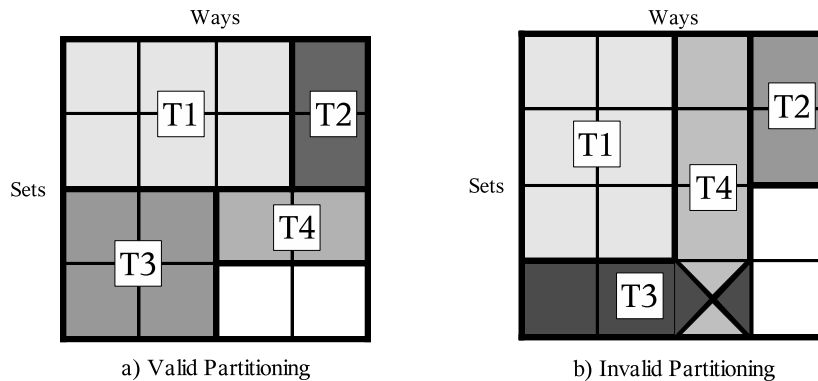 Ways
Ways
T1
T2
T2
T1
Sets
Sets
T4
T4
T3
T3
a) Valid Partitioning
b) Invalid Partitioning